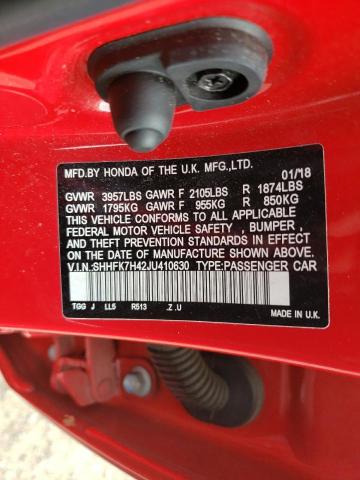 MFD.BY HONDA OF THE U.K. MFG.,LTD. 01/18
GVWR 3957LBS GAWR F 2105LBS R 1874LBS
GVWR 1795KG GAWR F 955KG R 850KG
THIS VEHICLE CONFORMS TO ALL APPLICABLE
FEDERAL MOTOR VEHICLE SAFETY , BUMPER ,
AND THEFT PREVENTION STANDARDS IN EFFECT
ON THE DATE OF MANUFACTURE SHOWN ABOVE.
V.I.N.:SHHFK7H42JU410630 TYPE:PASSENGER CAR
TGG J LL5 R513 .Z.U
MADE IN U.K.